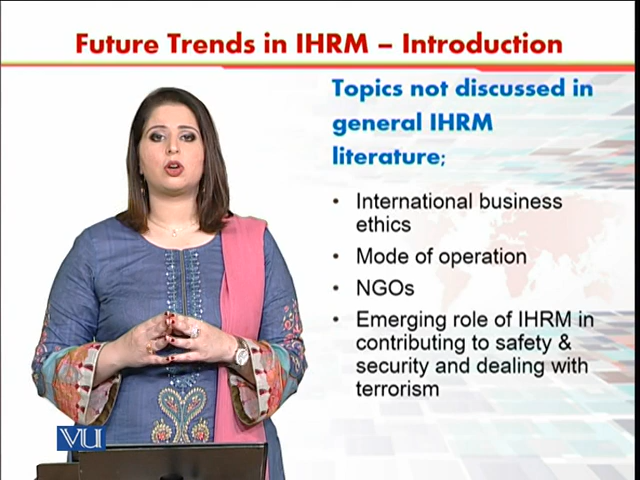 Future Trends in IHRM – Introduction
Topics not discussed in
general IHRM
literature;
• International business
ethics
• Mode of operation
• NGOs
• Emerging role of IHRM in
contributing to safety &
security and dealing with
terrorism
VU